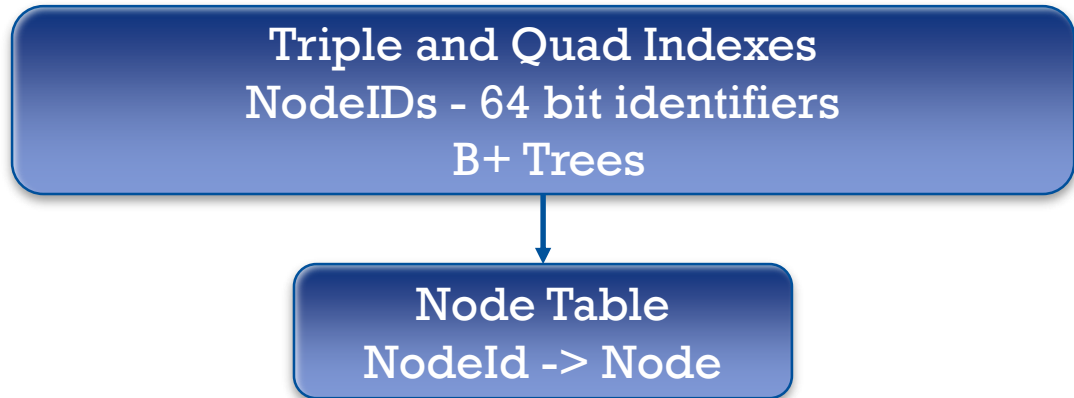 Triple and Quad Indexes
NodeIDs - 64 bit identifiers
B+ Trees
Node Table
NodeId -> Node